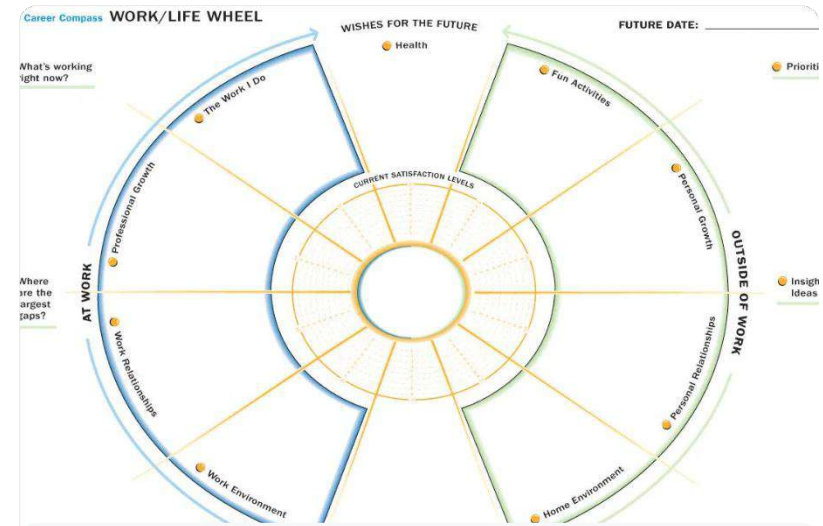 Career Compass WORK/LIFE WHEEL
WISHES FOR THE FUTURE
FUTURE DATE:
Health
What's working
right now?
The Work I Do
Fun Activities
Prioriti
Professional Growth
CURRENT SATISFACTION LEVELS
Personal Growth
AT WORK
OUTSIDE OF WORK
Where
are the
largest
gaps?
Insigh
Ideas
Work Relationships
Personal Relationships
Work Environment
Home Environment